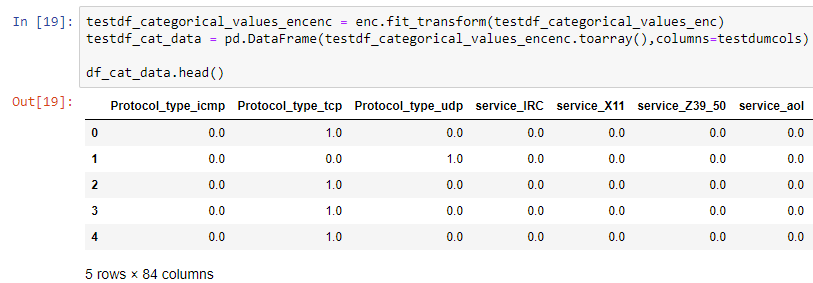 In [19]: testdf_categorical_values_encenc = enc.fit_transform(testdf_categorical_values_enc)
testdf_cat_data = pd.DataFrame(testdf_categorical_values_encenc.toarray(),columns=testdumcols)
df_cat_data.head()
Out[19]:
Protocol_type_icmp Protocol_type_tcp Protocol_type_udp service_IRC service_X11 service_Z39_50 service_aol
0 0.0 1.0 0.0 0.0 0.0 0.0 0.0
1 0.0 0.0 1.0 0.0 0.0 0.0 0.0
2 0.0 1.0 0.0 0.0 0.0 0.0 0.0
3 0.0 1.0 0.0 0.0 0.0 0.0 0.0
4 0.0 1.0 0.0 0.0 0.0 0.0 0.0
5 rows × 84 columns